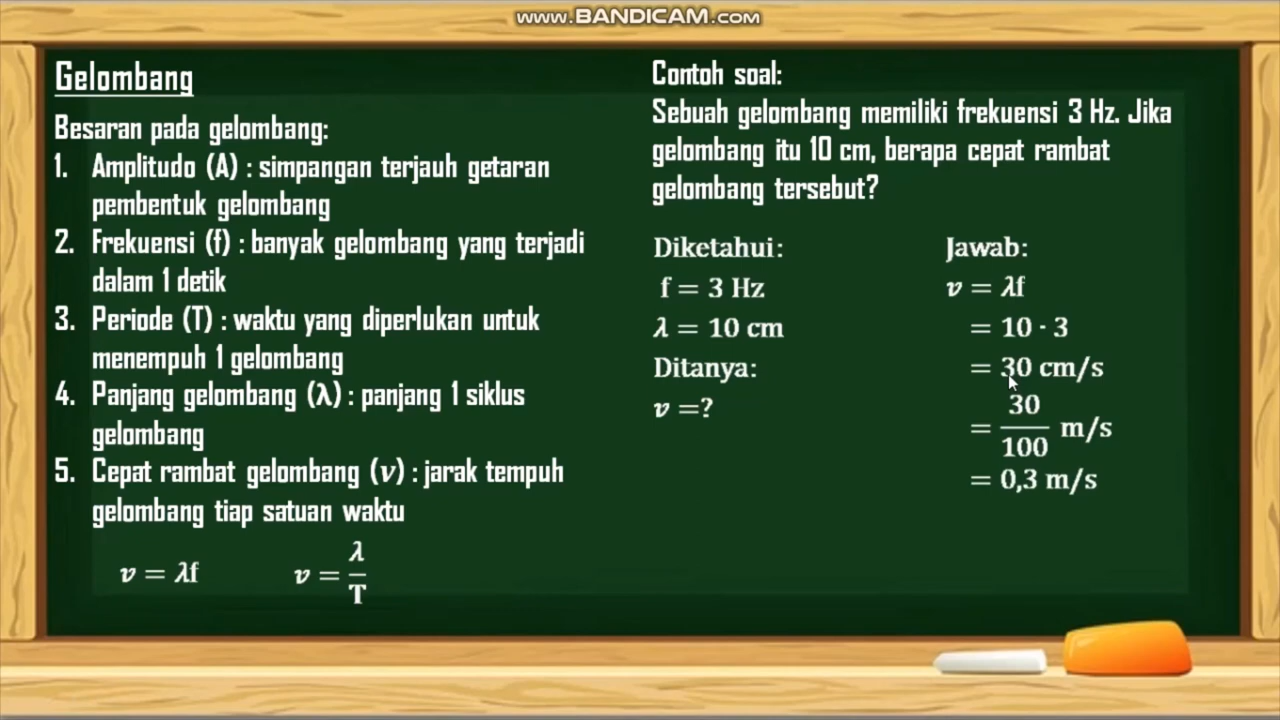 www.BANDICAM.com
Gelombang
Besaran pada gelombang:
1. Amplitudo (A) : simpangan terjauh getaran
pembentuk gelombang
2. Frekuensi (f) : banyak gelombang yang terjadi
dalam 1 detik
3. Periode (T) : waktu yang diperlukan untuk
menempuh 1 gelombang
4. Panjang gelombang (λ) : panjang 1 siklus
gelombang
5. Cepat rambat gelombang (v) : jarak tempuh
gelombang tiap satuan waktu
v = λf
v = λ/T
Contoh soal:
Sebuah gelombang memiliki frekuensi 3 Hz. Jika
gelombang itu 10 cm, berapa cepat rambat
gelombang tersebut?
Diketahui:
f = 3 Hz
λ = 10 cm
Ditanya:
v =?
Jawab:
v = λf
= 10 · 3
= 30 cm/s
= 30/100 m/s
= 0,3 m/s